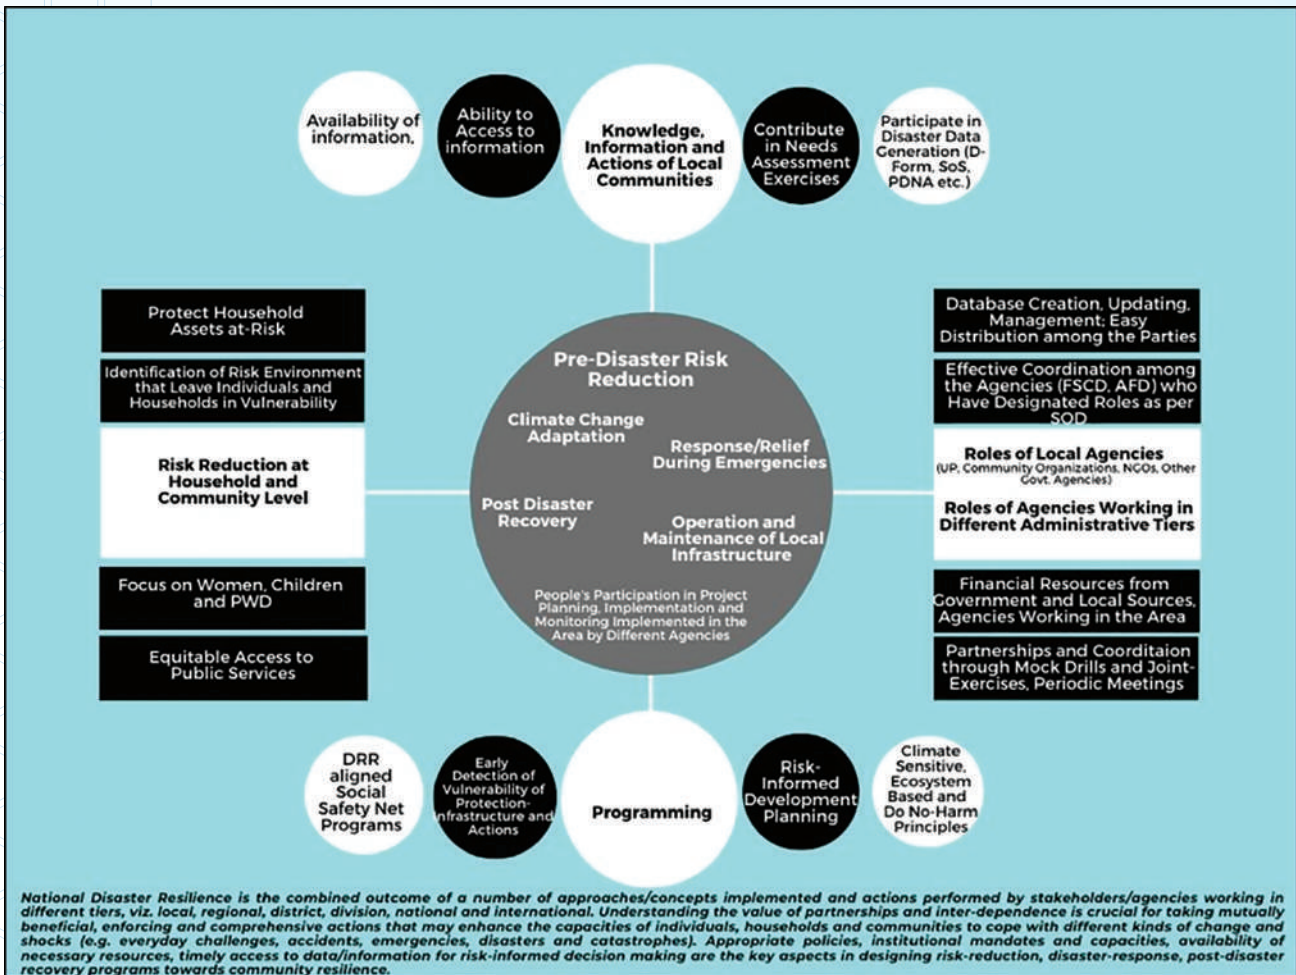 Availability of
information,
Ability to
Access to
information
Knowledge,
Information and
Actions of Local
Communities
Contribute
in Needs
Assessment
Exercises
Participate in
Disaster Data
Generation (D-
Form, SoS,
PDNA etc.)
Protect Household
Assets at-Risk
Identification of Risk Environment
that Leave Individuals and
Households in Vulnerability
Risk Reduction at
Household and
Community Level
Focus on Women, Children
and PWD
Equitable Access to
Public Services
Pre-Disaster Risk
Reduction
Climate Change
Adaptation
Response/Relief
During Emergencies
Post Disaster
Recovery
Operation and
Maintenance of Local
Infrastructure
People's Participation in Project
Planning, Implementation and
Monitoring Implemented in the
Area by Different Agencies
Database Creation, Updating,
Management; Easy
Distribution among the Parties
Effective Coordination among
the Agencies (FSCD, AFD) who
Have Designated Roles as per
SOD
Roles of Local Agencies
(UP, Community Organizations, NGOs, Other
Govt. Agencies)
Roles of Agencies Working in
Different Administrative Tiers
Financial Resources from
Government and Local Sources,
Agencies Working in the Area
Partnerships and Coorditaion
through Mock Drills and Joint-
Exercises, Periodic Meetings
DRR
aligned
Social
Safety Net
Programs
Early
Detection of
Vulnerability of
Protection-
Infrastructure and
Actions
Programming
Risk-
Informed
Development
Planning
Climate
Sensitive,
Ecosystem
Based and
Do No-Harm
Principles
National Disaster Resilience is the combined outcome of a number of approaches/concepts implemented and actions performed by stakeholders/agencies working in
different tiers, viz. local, regional, district, division, national and international. Understanding the value of partnerships and inter-dependence is crucial for taking mutually
beneficial, enforcing and comprehensive actions that may enhance the capacities of individuals, households and communities to cope with different kinds of change and
shocks (e.g. everyday challenges, accidents, emergencies, disasters and catastrophes). Appropriate policies, institutional mandates and capacities, availability of
necessary resources, timely access to data/information for risk-informed decision making are the key aspects in designing risk-reduction, disaster-response, post-disaster
recovery programs towards community resilience.